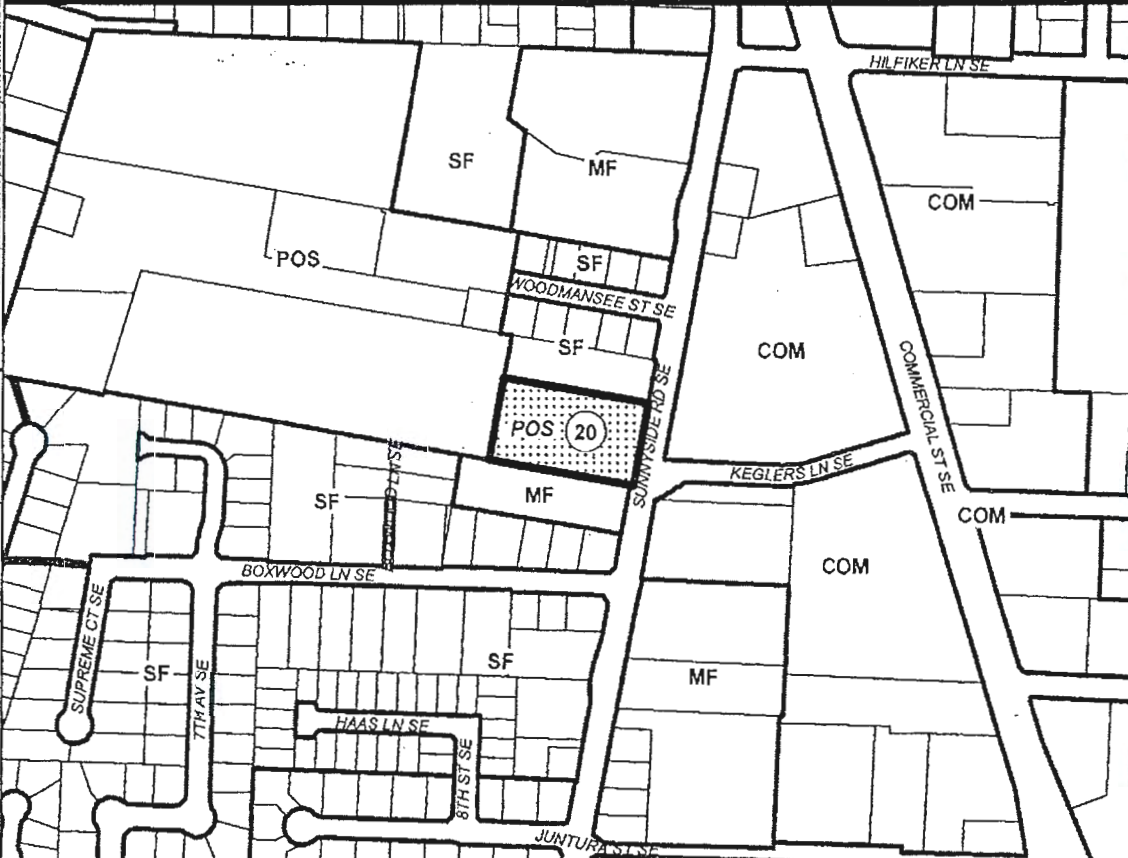 HILFIKER LN SE
SF
MF
COM
POS
SF
WOODMANSEE ST SE
SF
COM
COMMERCIAL ST SE
SUNNYSIDE RD SE
POS 20
KEGLERS LN SE
SF
MF
COM
COM
BOXWOOD LN SE
SUPREME CT SE
SF
7TH AV SE
SF
MF
HAAS LN SE
8TH ST SE
JUNTURA ST SE